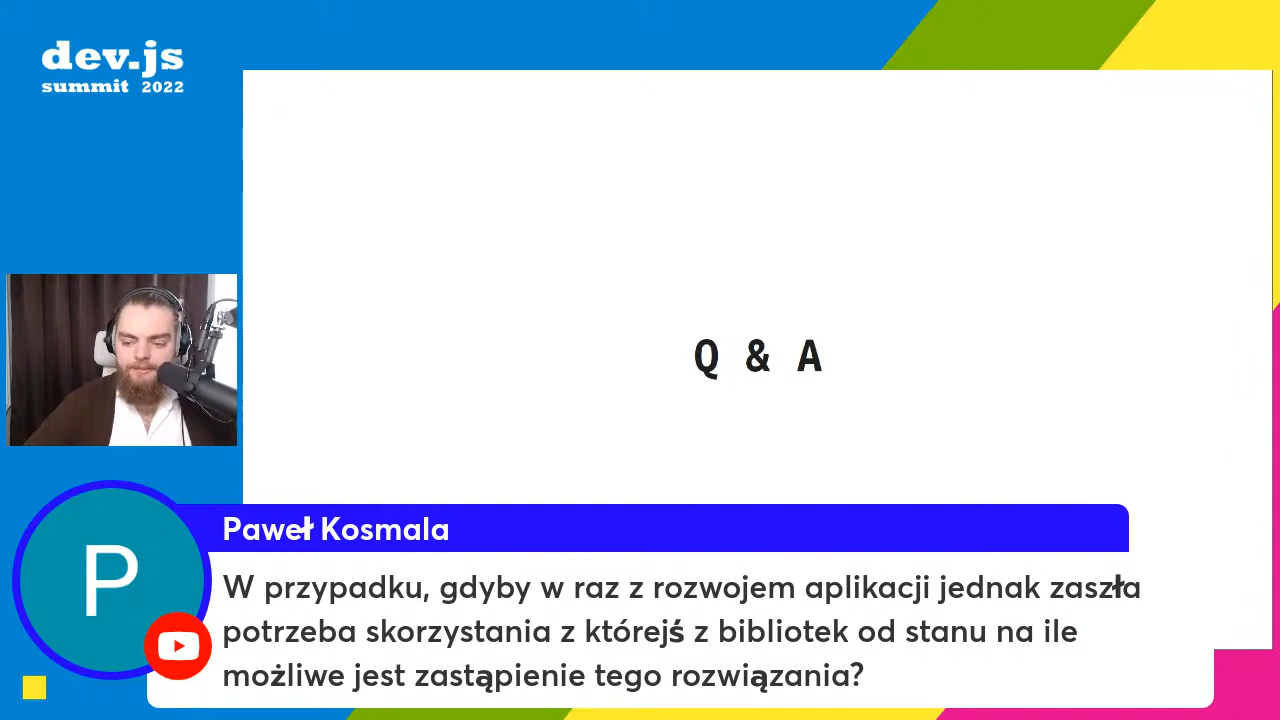 dev.js
summit 2022
Q & A
P
Paweł Kosmala
W przypadku, gdyby w raz z rozwojem aplikacji jednak zaszła
potrzeba skorzystania z którejś z bibliotek od stanu na ile
możliwe jest zastąpienie tego rozwiązania?